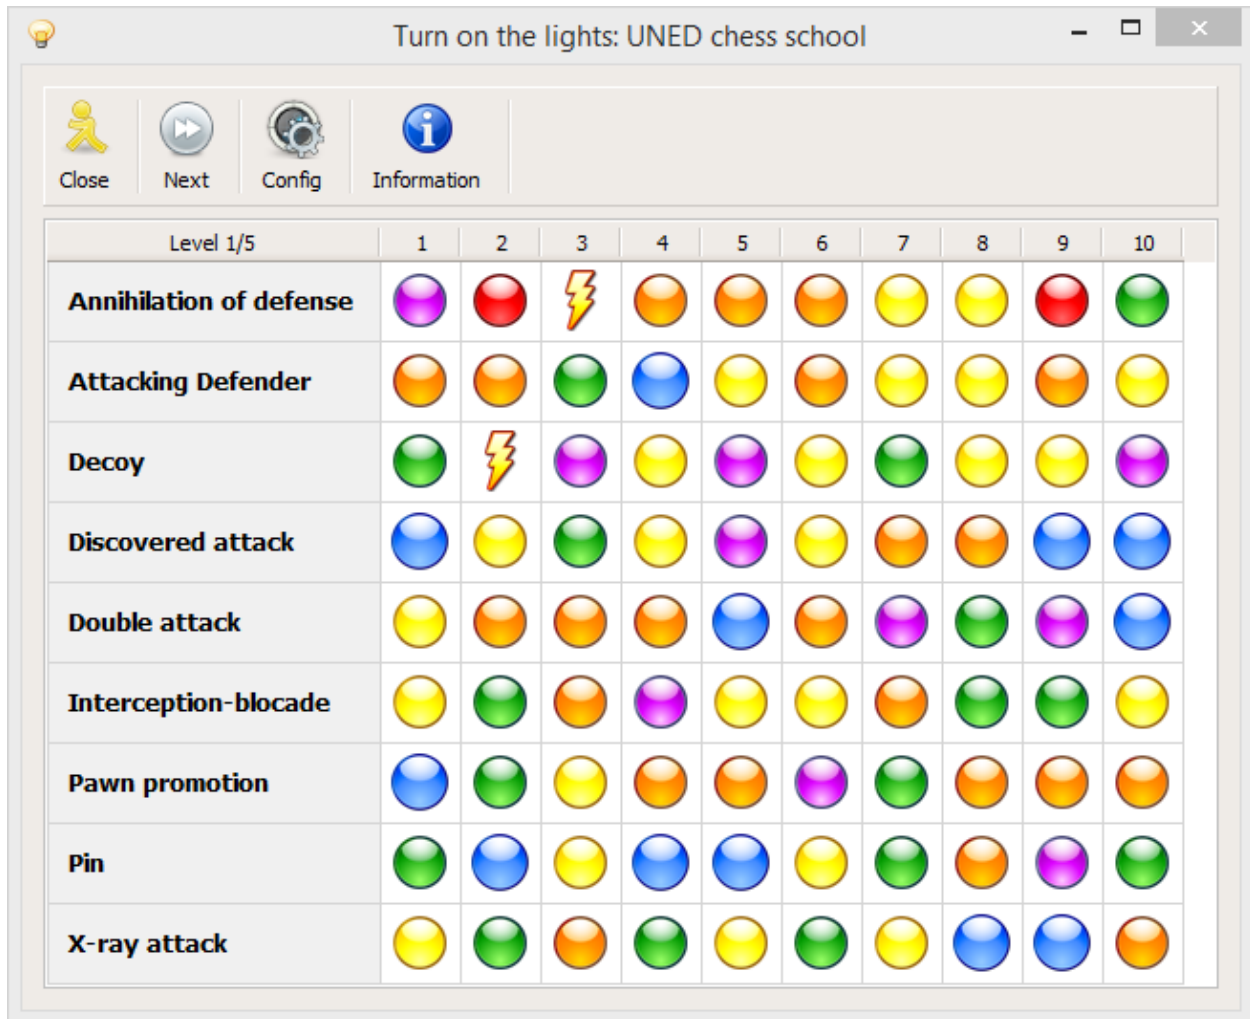 Turn on the lights: UNED chess school
Close Next Config Information
Level 1/5 1 2 3 4 5 6 7 8 9 10
Annihilation of defense
Attacking Defender
Decoy
Discovered attack
Double attack
Interception-blocade
Pawn promotion
Pin
X-ray attack